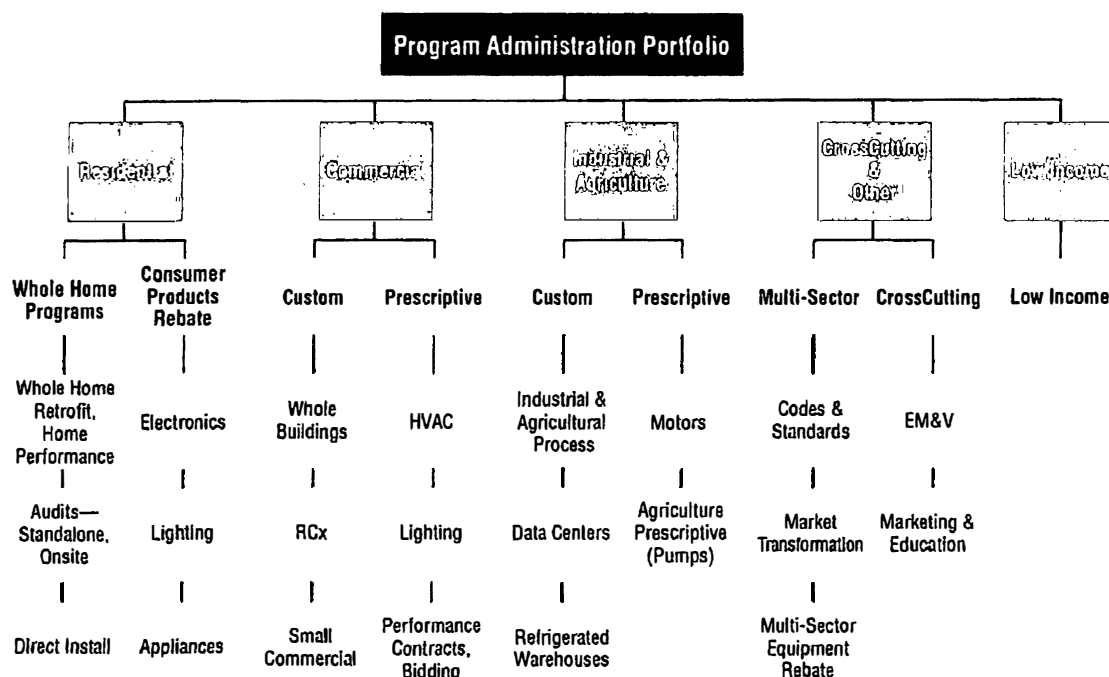 Program Administration Portfolio
Residential
Commercial
Industrial &
Agriculture
CrossCutting
&
Other
Low Income
Whole Home
Programs
Consumer
Products
Rebate
Custom
Prescriptive
Custom
Prescriptive
Multi-Sector
CrossCutting
Low Income
Whole Home
Retrofit,
Home
Performance
Electronics
Whole
Buildings
HVAC
Industrial &
Agricultural
Process
Motors
Codes &
Standards
EM&V
Audits—
Standalone,
Onsite
Lighting
RCx
Lighting
Data Centers
Agriculture
Prescriptive
(Pumps)
Market
Transformation
Marketing &
Education
Direct Install
Appliances
Small
Commercial
Performance
Contracts,
Bidding
Refrigerated
Warehouses
Multi-Sector
Equipment
Rebate